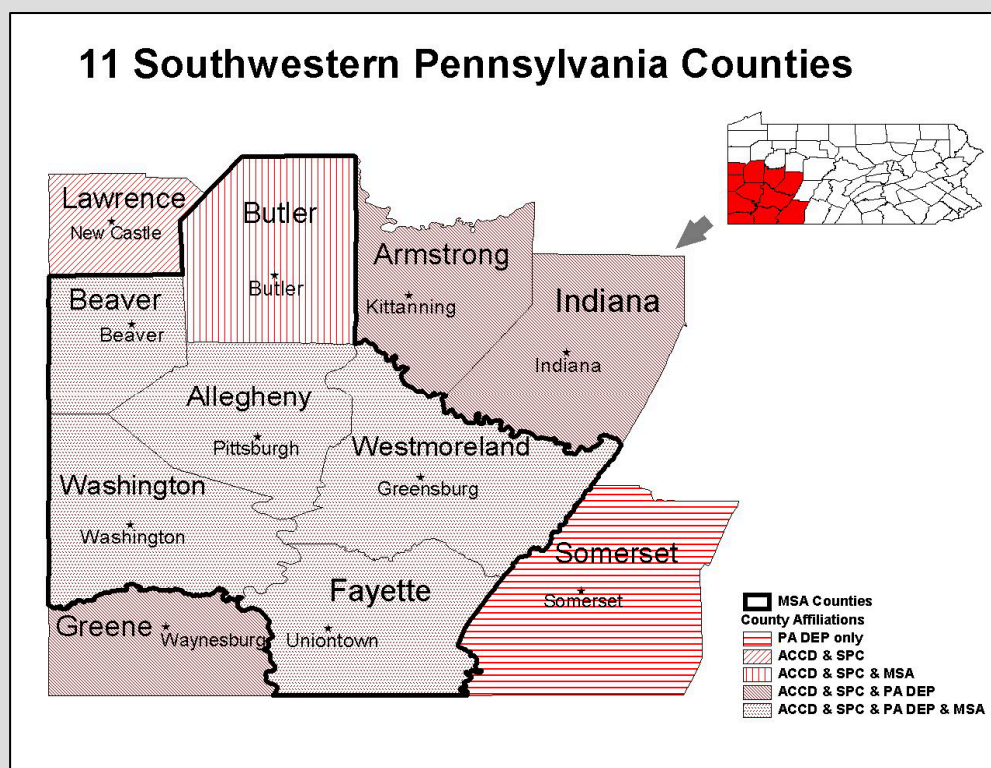 11 Southwestern Pennsylvania Counties
Lawrence
New Castle
Butler
Butler
Armstrong
Kittanning
Indiana
Indiana
Beaver
Beaver
Allegheny
Pittsburgh
Westmoreland
Greensburg
Washington
Washington
Somerset
Somerset
Fayette
Uniontown
Greene
Waynesburg
MSA Counties
County Affiliations
PA DEP only
ACCD & SPC
ACCD & SPC & MSA
ACCD & SPC & PA DEP
ACCD & SPC & PA DEP & MSA